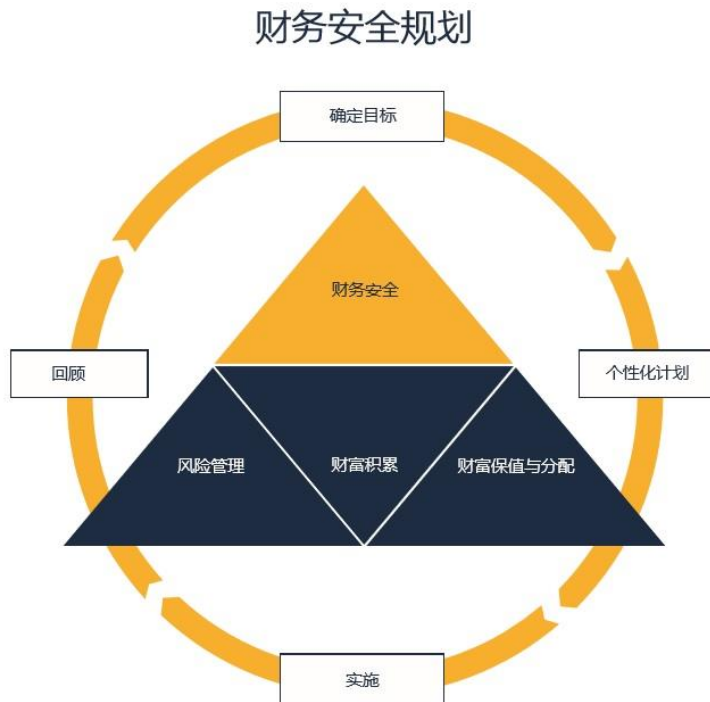 财务安全规划
确定目标
财务安全
回顾
个性化计划
风险管理
财富积累
财富保值与分配
实施